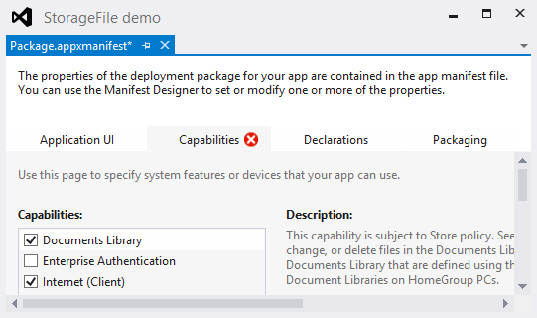 StorageFile demo
Package.appxmanifest*
The properties of the deployment package for your app are contained in the app manifest file.
You can use the Manifest Designer to set or modify one or more of the properties.
Application UI Capabilities Declarations Packaging
Use this page to specify system features or devices that your app can use.
Capabilities: Description:
Documents Library
Enterprise Authentication
Internet (Client)
This capability is subject to Store policy. See
change, or delete files in the Documents Lib
Documents Library that are defined using the
Document Libraries on HomeGroup PCs.